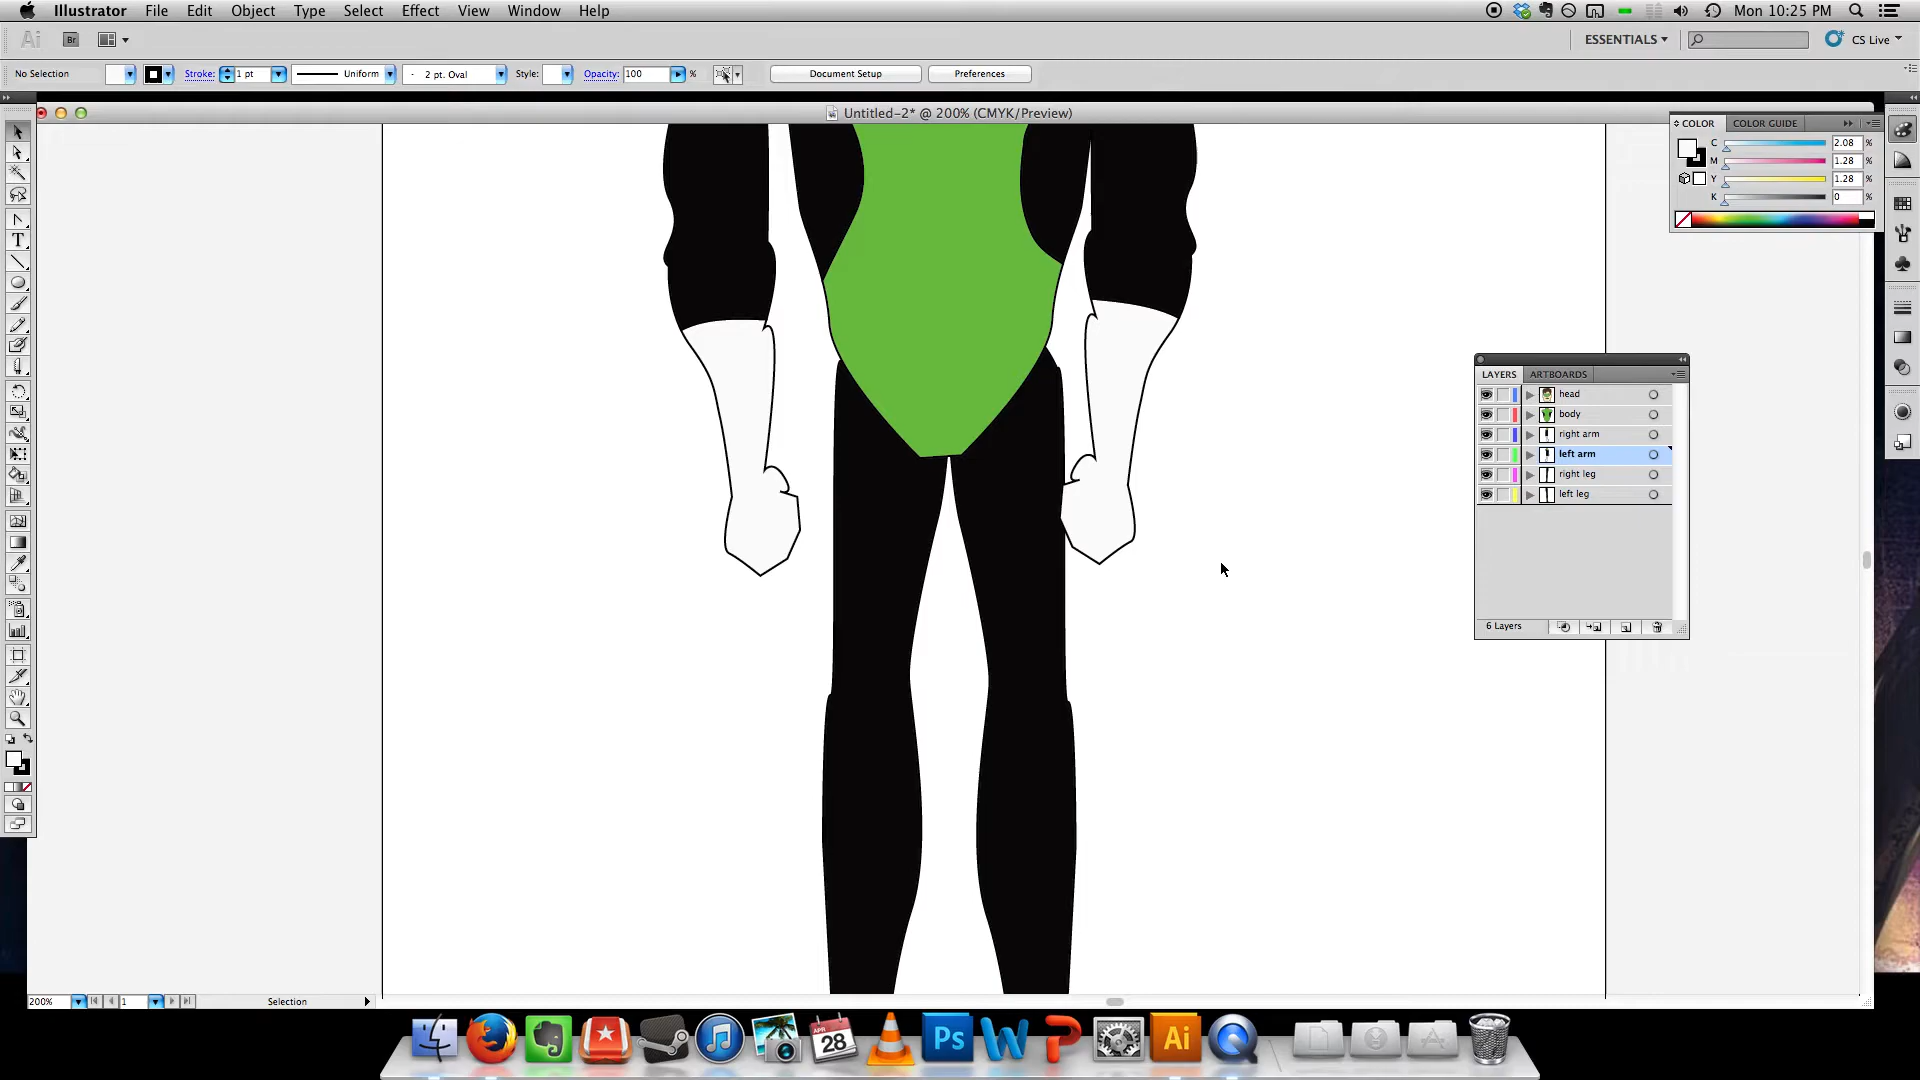 Illustrator File Edit Object Type Select Effect View Window Help Mon 10:25 PM
Ai Br ESSENTIALS CS Live
No Selection Stroke: 1 pt Uniform 2 pt. Oval Style: Opacity: 100 % Document Setup Preferences
Untitled-2* @ 200% (CMYK/Preview)
COLOR COLOR GUIDE
C 2.08 %
M 1.28 %
Y 1.28 %
K 0 %
T
LAYERS ARTBOARDS
head
body
right arm
left arm
right leg
left leg
6 Layers
200% 1 Selection
APR
28
Ps
W
P
Ai